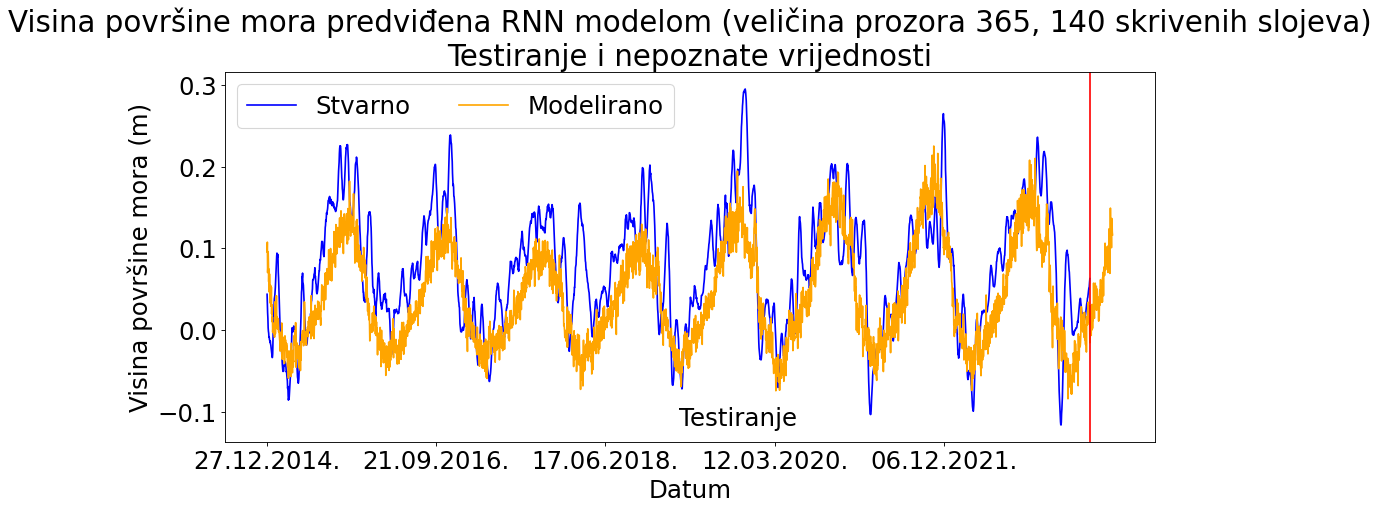 Visina površine mora predviđena RNN modelom (veličina prozora 365, 140 skrivenih slojeva)
Testiranje i nepoznate vrijednosti
Stvarno
Modelirano
Visina površine mora (m)
0.3
0.2
0.1
0.0
−0.1
Testiranje
27.12.2014.
21.09.2016.
17.06.2018.
12.03.2020.
06.12.2021.
Datum